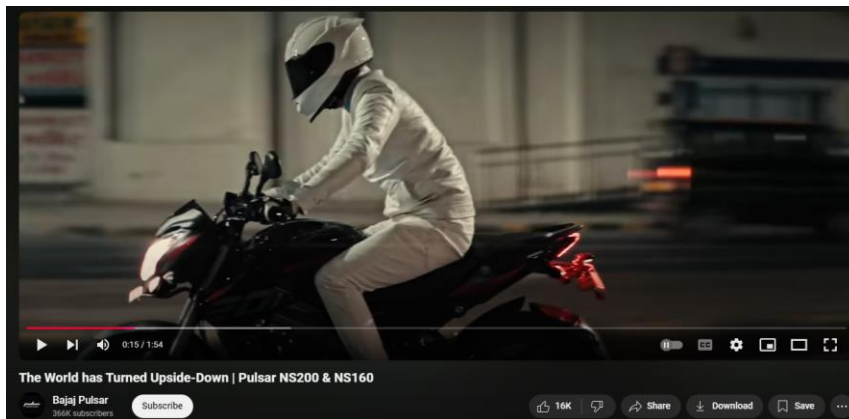 0:15 / 1:54
CC
The World has Turned Upside-Down | Pulsar NS200 & NS160
Bajaj Pulsar
366K subscribers
Subscribe
16K
Share
Download
Save